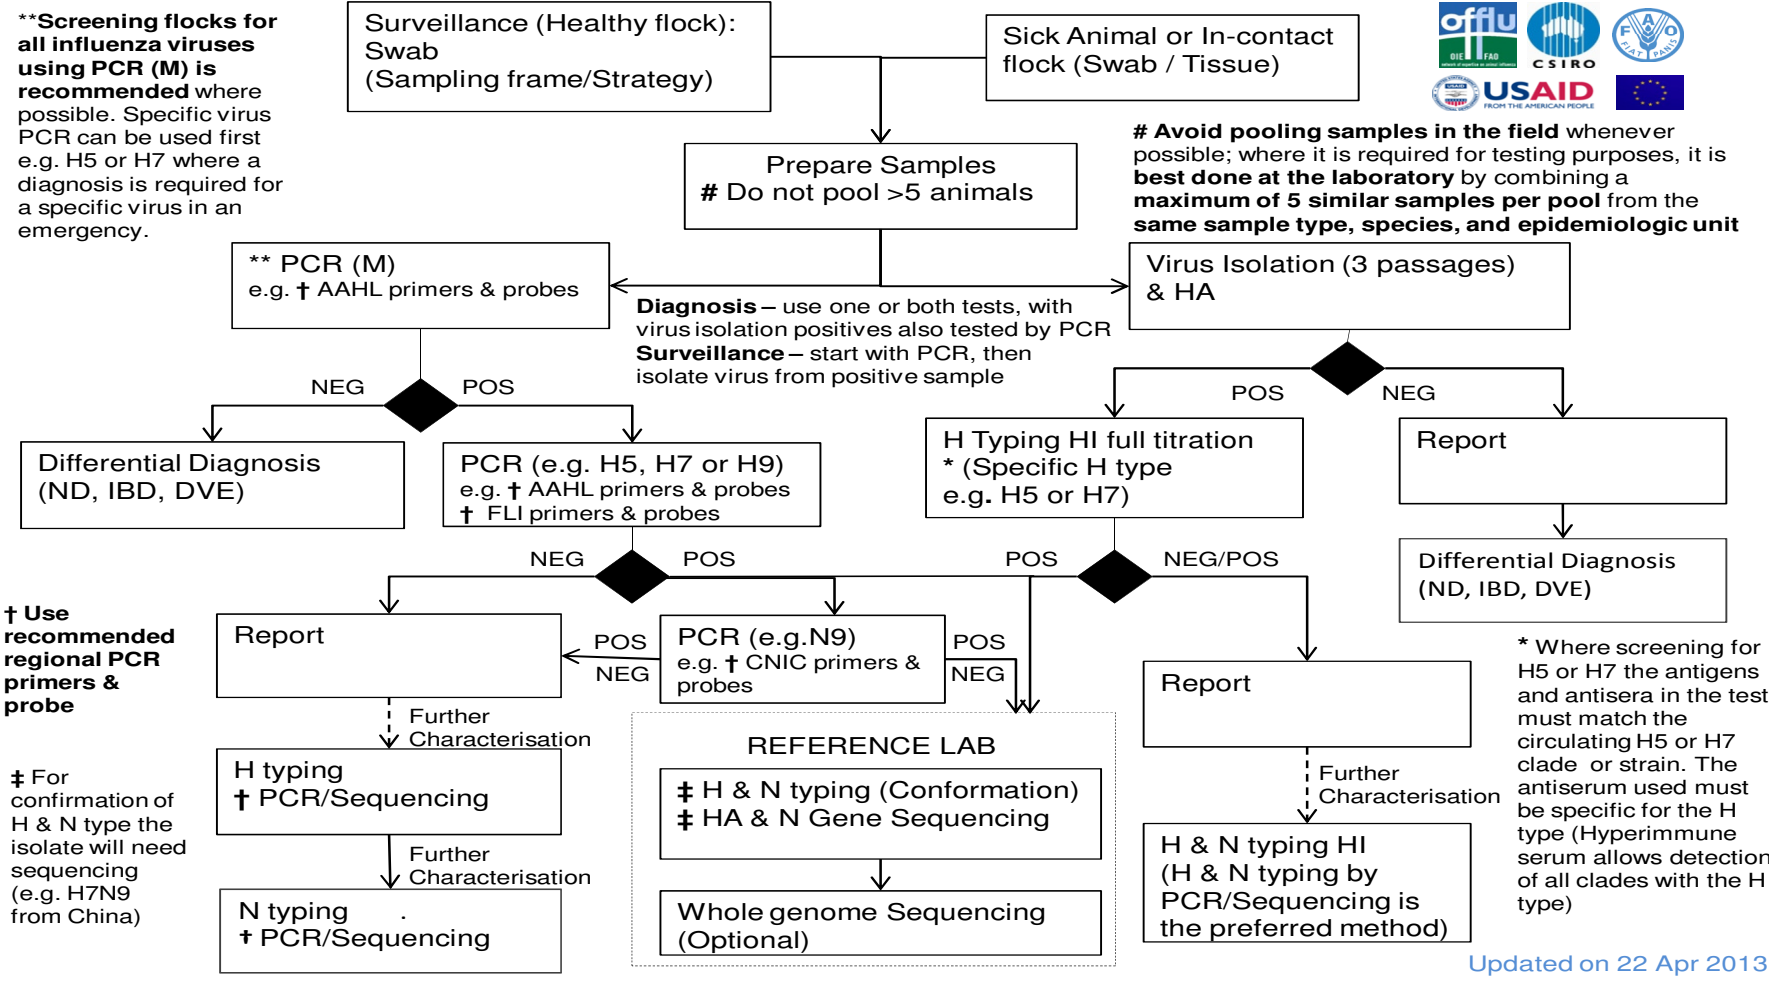 **Screening flocks for
all influenza viruses
using PCR (M) is
recommended where
possible. Specific virus
PCR can be used first
e.g. H5 or H7 where a
diagnosis is required for
a specific virus in an
emergency.
Surveillance (Healthy flock):
Swab
(Sampling frame/Strategy)
Sick Animal or In-contact
flock (Swab / Tissue)
offlu
OIE FAO
CSIRO
F A O
FIAT PANIS
USAID
FROM THE AMERICAN PEOPLE
# Avoid pooling samples in the field whenever
possible; where it is required for testing purposes, it is
best done at the laboratory by combining a
maximum of 5 similar samples per pool from the
same sample type, species, and epidemiologic unit
Prepare Samples
# Do not pool >5 animals
** PCR (M)
e.g. † AAHL primers & probes
Diagnosis – use one or both tests, with
virus isolation positives also tested by PCR
Surveillance – start with PCR, then
isolate virus from positive sample
Virus Isolation (3 passages)
& HA
NEG
POS
POS
NEG
Differential Diagnosis
(ND, IBD, DVE)
PCR (e.g. H5, H7 or H9)
e.g. † AAHL primers & probes
† FLI primers & probes
H Typing HI full titration
* (Specific H type
e.g. H5 or H7)
Report
Differential Diagnosis
(ND, IBD, DVE)
NEG
POS
POS
NEG/POS
† Use
recommended
regional PCR
primers &
probe
Report
POS
NEG
PCR (e.g.N9)
e.g. † CNIC primers &
probes
POS
NEG
Report
* Where screening for
H5 or H7 the antigens
and antisera in the test
must match the
circulating H5 or H7
clade or strain. The
antiserum used must
be specific for the H
type (Hyperimmune
serum allows detection
of all clades with the H
type)
Further
Characterisation
‡ For
confirmation of
H & N type the
isolate will need
sequencing
(e.g. H7N9
from China)
H typing
† PCR/Sequencing
Further
Characterisation
N typing .
† PCR/Sequencing
REFERENCE LAB
‡ H & N typing (Conformation)
‡ HA & N Gene Sequencing
Whole genome Sequencing
(Optional)
Further
Characterisation
H & N typing HI
(H & N typing by
PCR/Sequencing is
the preferred method)
Updated on 22 Apr 2013